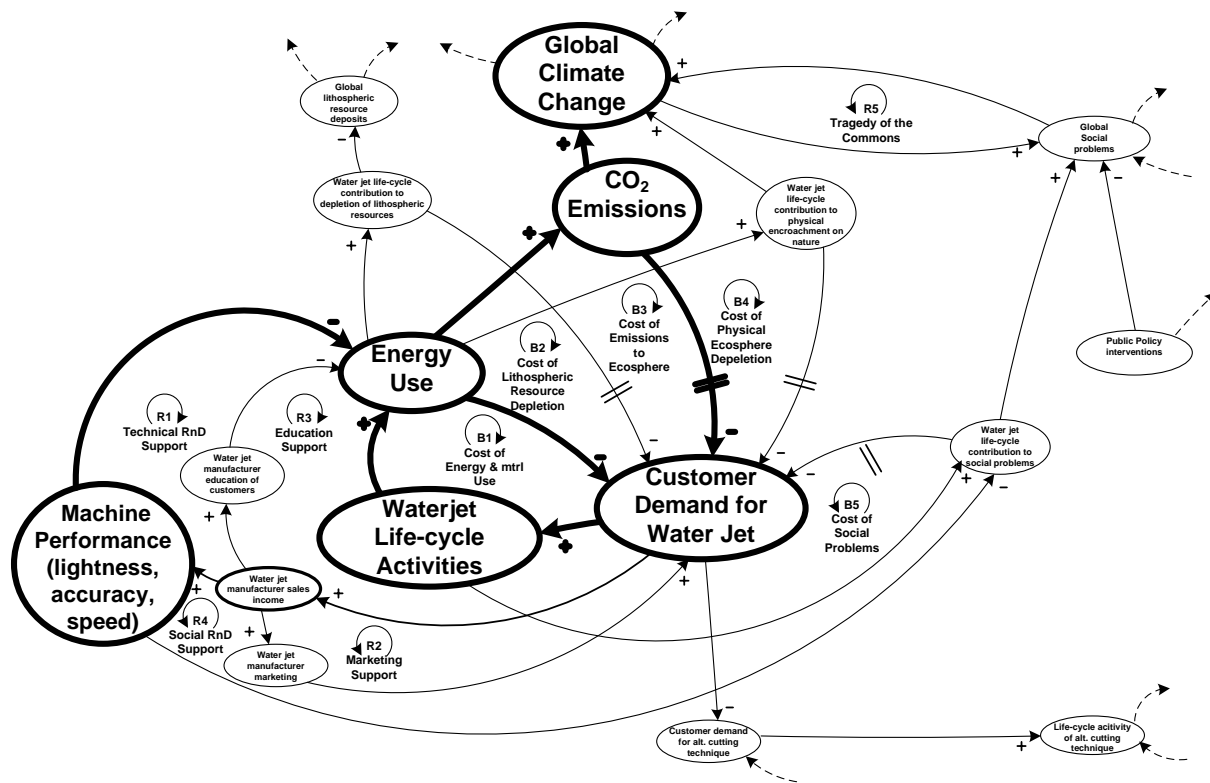 Global
Climate
Change
+
Global
lithospheric
resource
deposits
-
R5
Tragedy of the
Commons
Global
Social
problems
+
+
+
-
+
CO2
Emissions
Water jet life-cycle
contribution to
depletion of lithospheric
resources
+
+
Water jet
life-cycle
contribution to
physical
encroachment on
nature
+
+
B3
Cost of
Emissions
to
Ecosphere
B4
Cost of
Physical
Ecosphere
Depeletion
Public Policy
interventions
-
-
Energy
Use
B2
Cost of
Lithospheric
Resource
Depletion
R1
Technical RnD
Support
R3
Education
Support
+
B1
Cost of
Energy & mtrl
Use
-
-
-
-
-
Water jet
life-cycle
contribution to
social problems
+
-
Water jet
manufacturer
education of
customers
+
Customer
Demand for
Water Jet
B5
Cost of
Social
Problems
Waterjet
Life-cycle
Activities
+
Machine
Performance
(lightness,
accuracy,
speed)
+
Water jet
manufacturer sales
income
+
+
+
R4
Social RnD
Support
R2
Marketing
Support
Water jet
manufacturer
marketing
-
Customer demand
for alt. cutting
technique
+
Life-cycle acitivity
of alt. cutting
technique